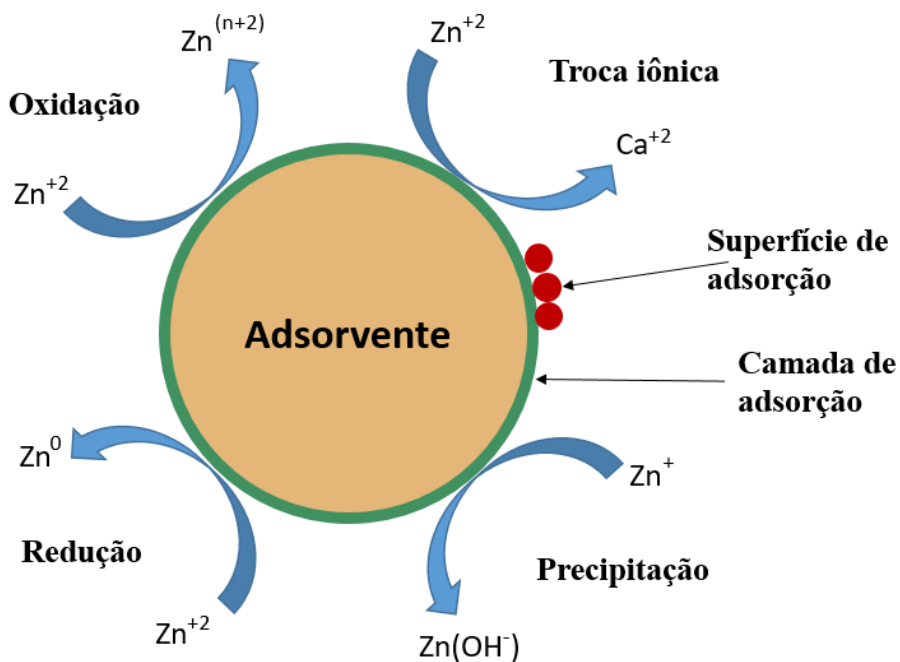 Zn(n+2)
Zn+2
Troca iônica
Oxidação
Ca+2
Zn+2
Superfície de
adsorção
Adsorvente
Camada de
adsorção
Zn0
Zn+
Redução
Precipitação
Zn+2
Zn(OH-)